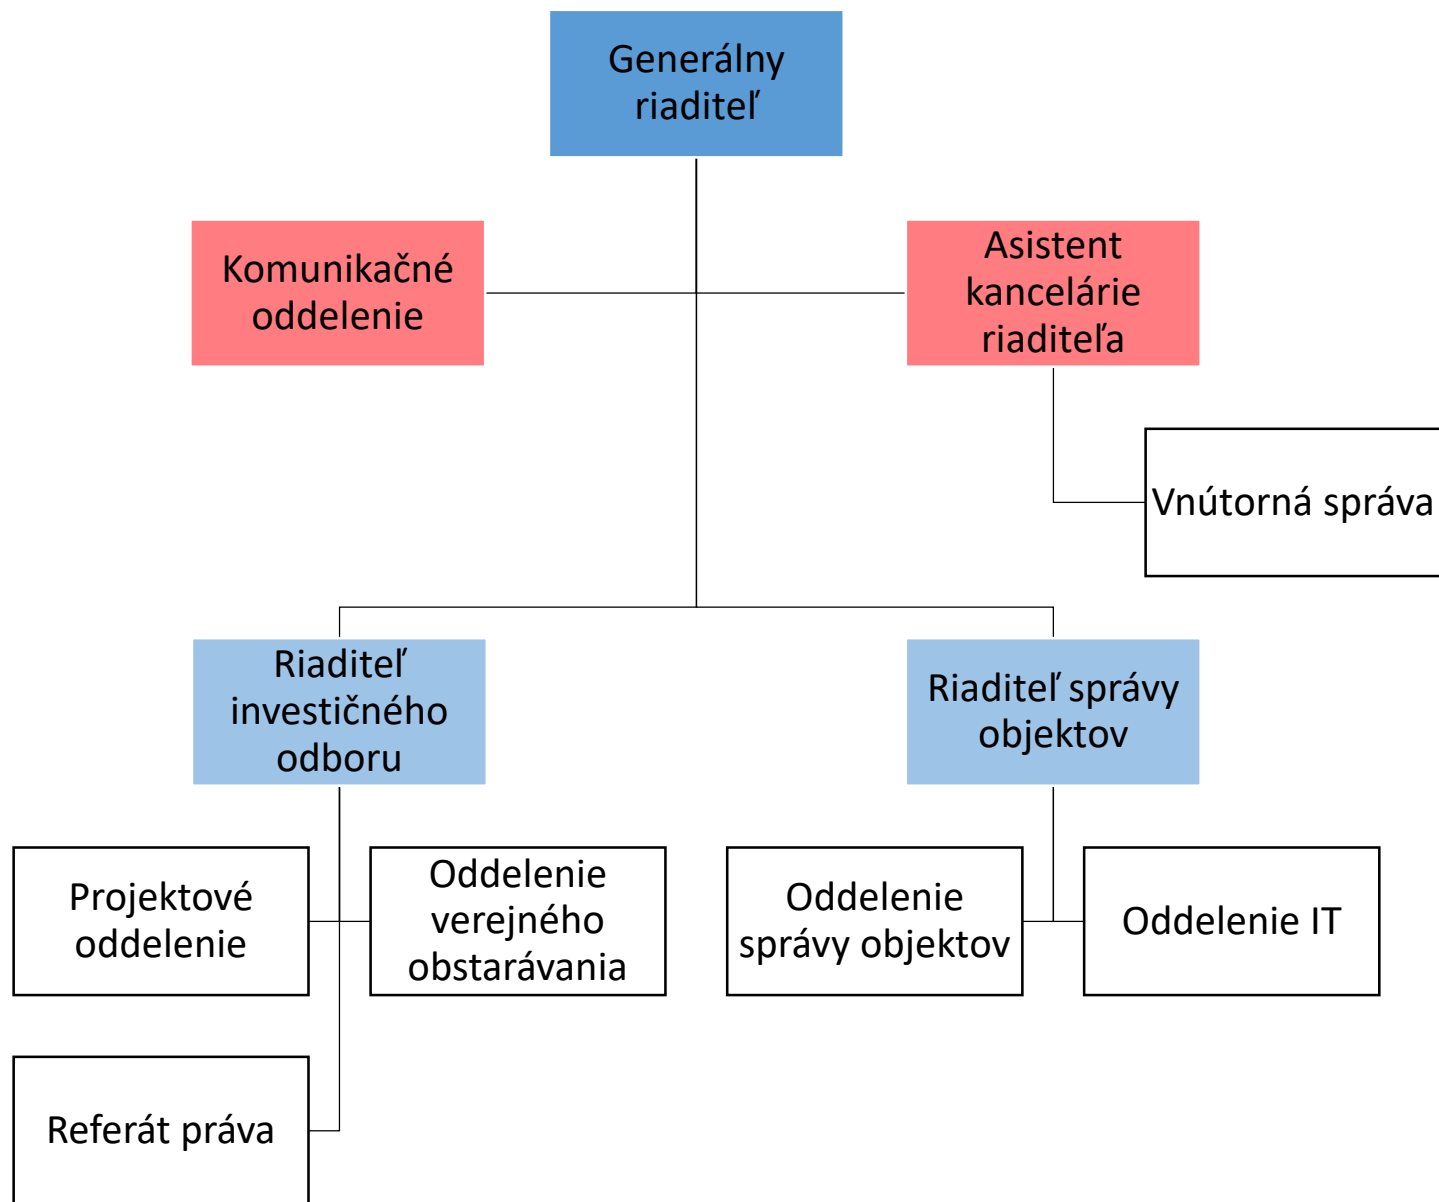 Generálny
riaditeľ
Komunikačné
oddelenie
Asistent
kancelárie
riaditeľa
Vnútorná správa
Riaditeľ
investičného
odboru
Riaditeľ správy
objektov
Projektové
oddelenie
Oddelenie
verejného
obstarávania
Oddelenie
správy objektov
Oddelenie IT
Referát práva